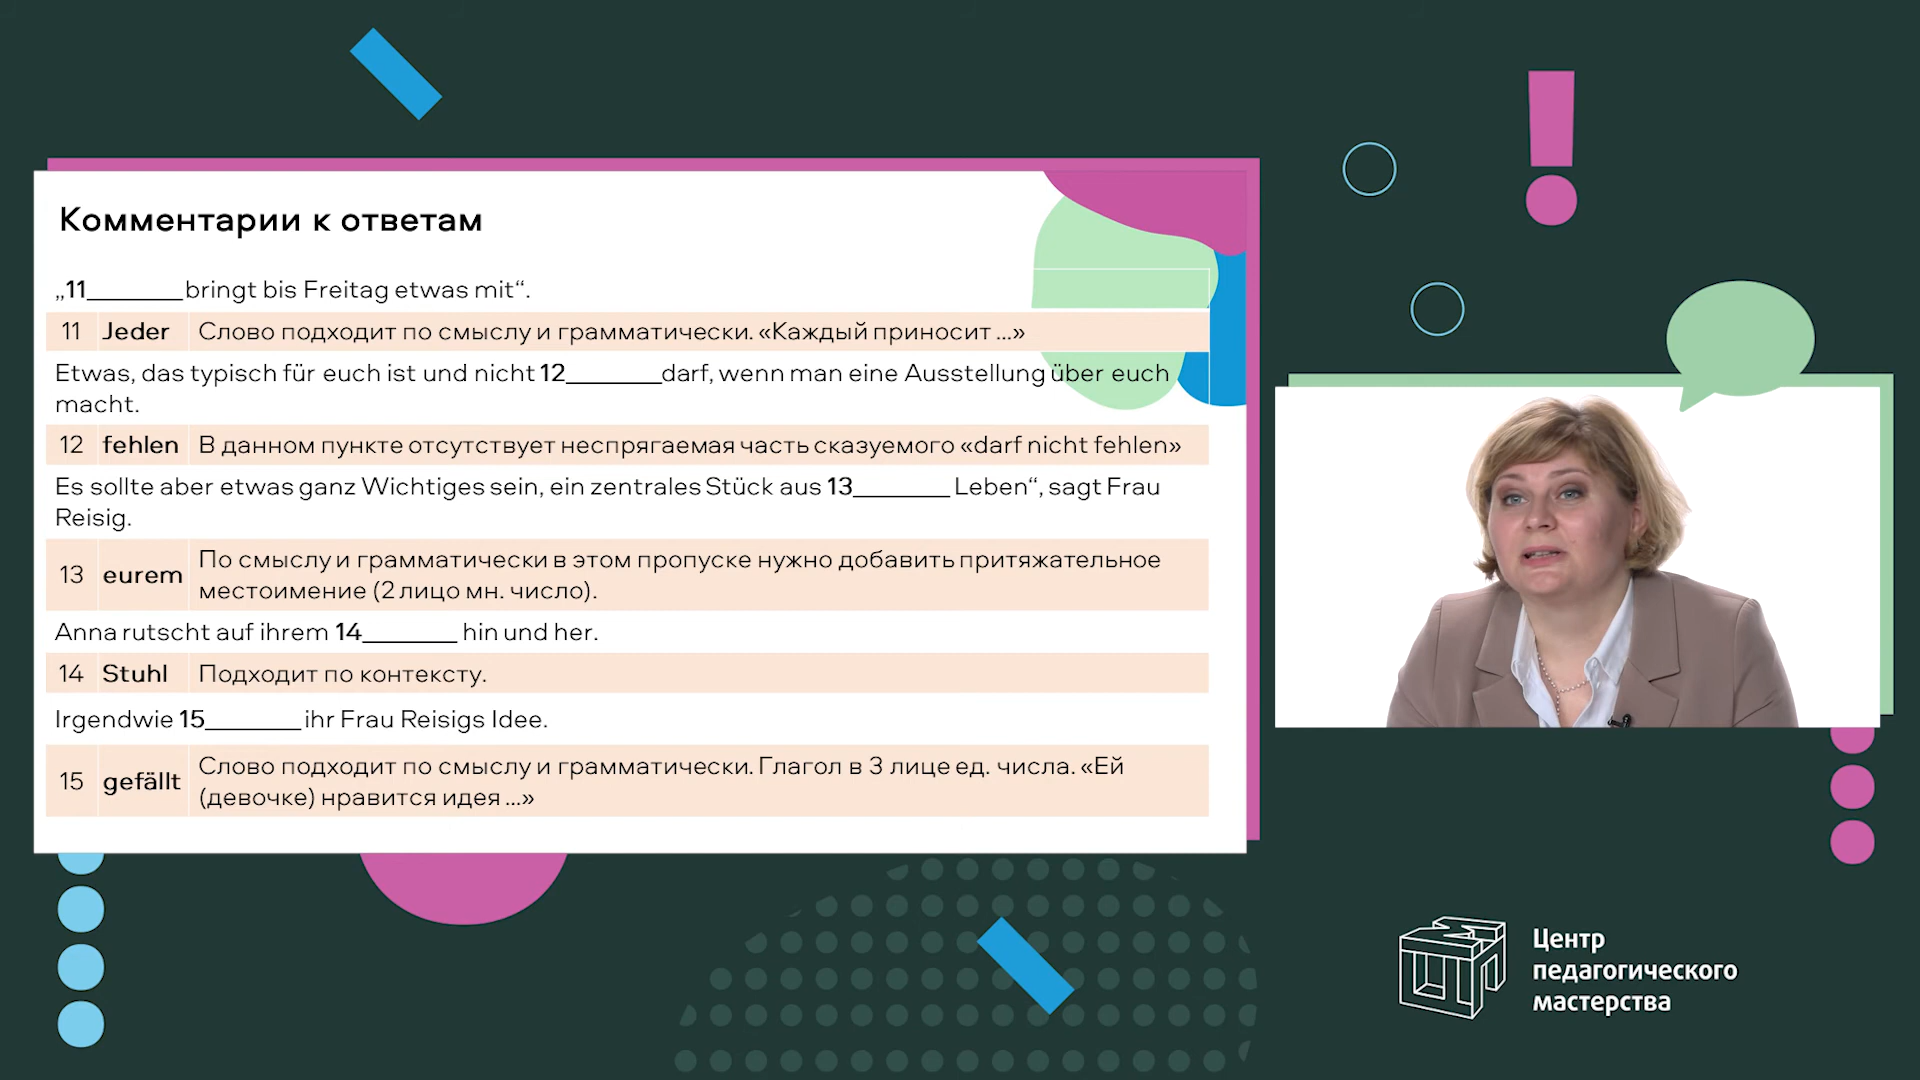 Комментарии к ответам
„11________bringt bis Freitag etwas mit“.
11 Jeder Слово подходит по смыслу и грамматически. «Каждый приносит ...»
Etwas, das typisch für euch ist und nicht 12________darf, wenn man eine Ausstellung über euch
macht.
12 fehlen В данном пункте отсутствует неспрягаемая часть сказуемого «darf nicht fehlen»
Es sollte aber etwas ganz Wichtiges sein, ein zentrales Stück aus 13________ Leben“, sagt Frau
Reisig.
13 eurem По смыслу и грамматически в этом пропуске нужно добавить притяжательное
местоимение (2 лицо мн. число).
Anna rutscht auf ihrem 14________ hin und her.
14 Stuhl Подходит по контексту.
Irgendwie 15________ihr Frau Reisigs Idee.
15 gefällt Слово подходит по смыслу и грамматически. Глагол в 3 лице ед. числа. «Ей
(девочке) нравится идея ...»
Центр
педагогического
мастерства